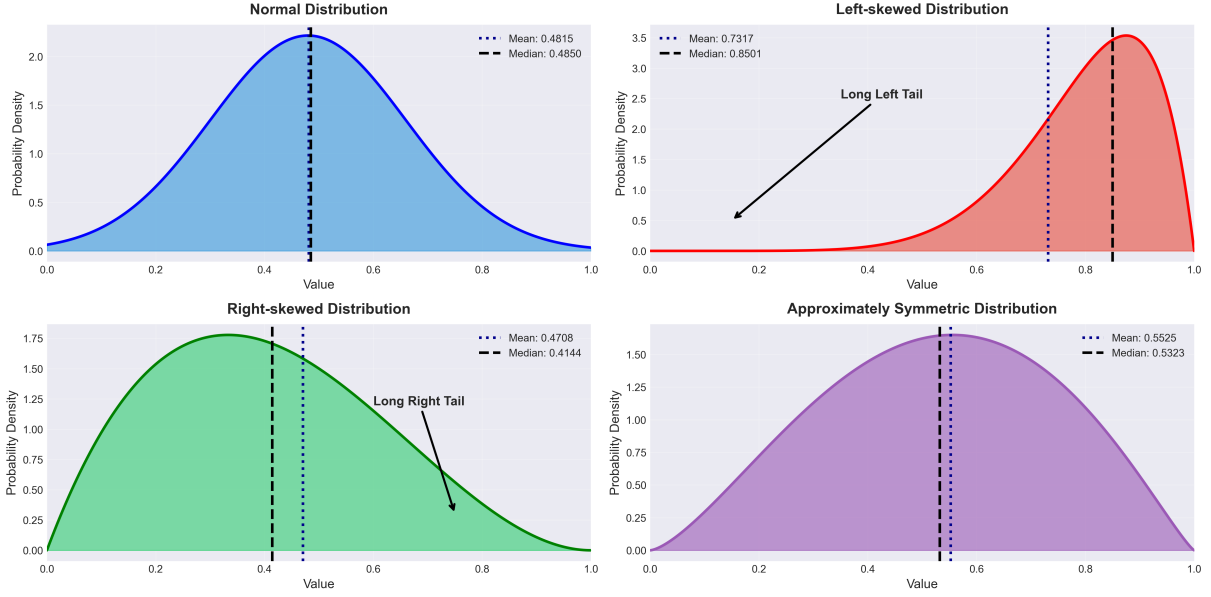 Normal Distribution
Mean: 0.4815
Median: 0.4850
Probability Density
2.0
1.5
1.0
0.5
0.0
0.0 0.2 0.4 0.6 0.8 1.0
Value
Left-skewed Distribution
Mean: 0.7317
Median: 0.8501
Long Left Tail
Probability Density
3.5
3.0
2.5
2.0
1.5
1.0
0.5
0.0
0.0 0.2 0.4 0.6 0.8 1.0
Value
Right-skewed Distribution
Mean: 0.4708
Median: 0.4144
Long Right Tail
Probability Density
1.75
1.50
1.25
1.00
0.75
0.50
0.25
0.00
0.0 0.2 0.4 0.6 0.8 1.0
Value
Approximately Symmetric Distribution
Mean: 0.5525
Median: 0.5323
Probability Density
1.50
1.25
1.00
0.75
0.50
0.25
0.00
0.0 0.2 0.4 0.6 0.8 1.0
Value